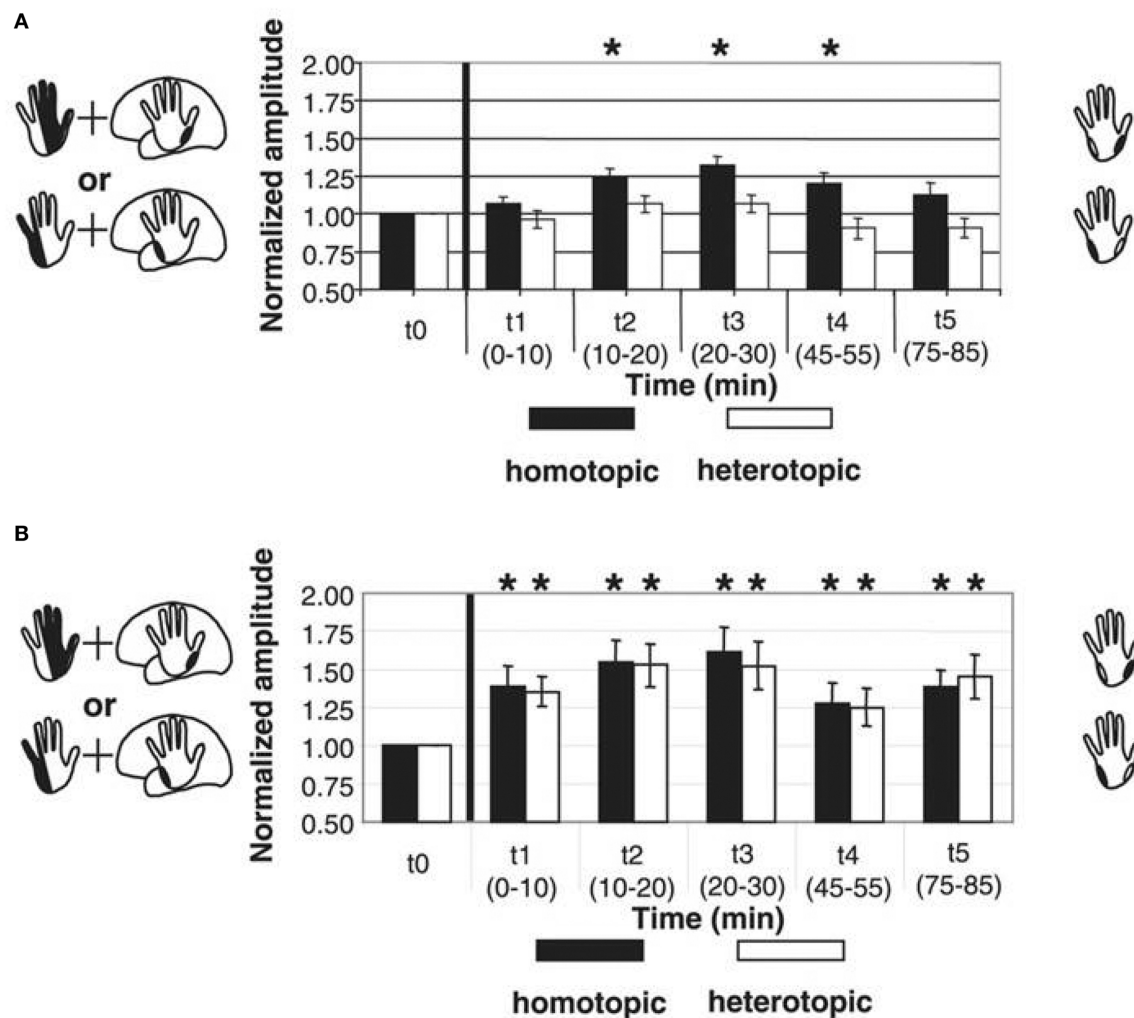 A
* * *
Normalized amplitude
2.00
1.75
1.50
1.25
1.00
0.75
0.50
+
or
+
t0 t1 t2 t3 t4 t5
(0-10) (10-20) (20-30) (45-55) (75-85)
Time (min)
homotopic heterotopic
B
* * * * * * * * * *
Normalized amplitude
2.00
1.75
1.50
1.25
1.00
0.75
0.50
+
or
+
t0 t1 t2 t3 t4 t5
(0-10) (10-20) (20-30) (45-55) (75-85)
Time (min)
homotopic heterotopic